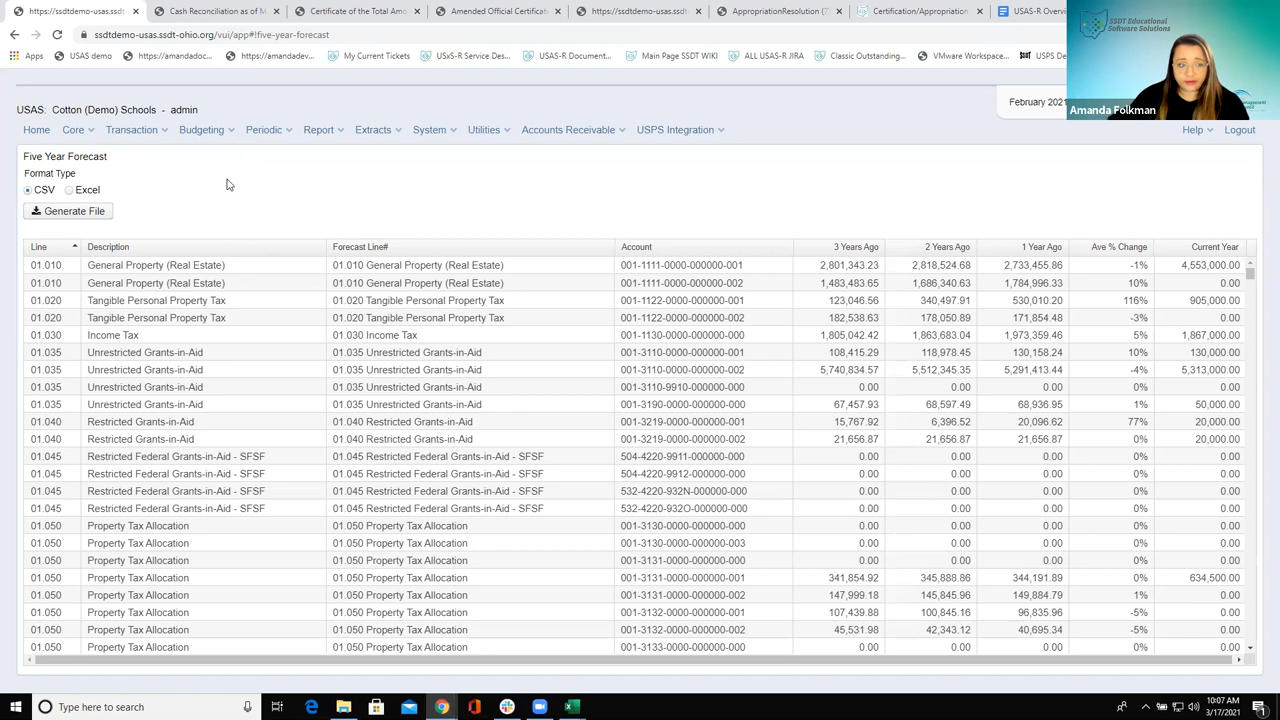 https://ssdtdemo-usas.ss
Cash Reconciliation as of M
Certificate of the Total Amo
Amended Official Certificat
https://ssdtdemo-usas.ssdt
AppropriationResolution (7
Certification/Appropriation
USAS-R Overv
ssdtdemo-usas.ssdt-ohio.org/vui/app#!five-year-forecast
Apps
USAS demo
https://amandadoc...
https://amandadev...
My Current Tickets
USxS-R Service Des...
USAS-R Document...
Main Page SSDT WIKI
ALL USAS-R JIRA
Classic Outstanding...
VMware Workspace...
USPS De
SSDT Educational
Software Solutions
Amanda Folkman
USAS: Cotton (Demo) Schools - admin
February 2021
Home Core Transaction Budgeting Periodic Report Extracts System Utilities Accounts Receivable USPS Integration Help Logout
Five Year Forecast
Format Type
CSV Excel
Generate File
Line Description Forecast Line# Account 3 Years Ago 2 Years Ago 1 Year Ago Ave % Change Current Year
01.010 General Property (Real Estate) 01.010 General Property (Real Estate) 001-1111-0000-000000-001 2,801,343.23 2,818,524.68 2,733,455.86 -1% 4,553,000.00
01.010 General Property (Real Estate) 01.010 General Property (Real Estate) 001-1111-0000-000000-002 1,483,483.65 1,686,340.63 1,784,996.33 10% 0.00
01.020 Tangible Personal Property Tax 01.020 Tangible Personal Property Tax 001-1122-0000-000000-001 123,046.56 340,497.91 530,010.20 116% 905,000.00
01.020 Tangible Personal Property Tax 01.020 Tangible Personal Property Tax 001-1122-0000-000000-002 182,538.63 178,050.89 171,854.48 -3% 0.00
01.030 Income Tax 01.030 Income Tax 001-1130-0000-000000-000 1,805,042.42 1,863,683.04 1,973,359.46 5% 1,867,000.00
01.035 Unrestricted Grants-in-Aid 01.035 Unrestricted Grants-in-Aid 001-3110-0000-000000-001 108,415.29 118,978.45 130,158.24 10% 130,000.00
01.035 Unrestricted Grants-in-Aid 01.035 Unrestricted Grants-in-Aid 001-3110-0000-000000-002 5,740,834.57 5,512,345.35 5,291,413.44 -4% 5,313,000.00
01.035 Unrestricted Grants-in-Aid 01.035 Unrestricted Grants-in-Aid 001-3110-9910-000000-000 0.00 0.00 0.00 0% 0.00
01.035 Unrestricted Grants-in-Aid 01.035 Unrestricted Grants-in-Aid 001-3190-0000-000000-000 67,457.93 68,597.49 68,936.95 1% 50,000.00
01.040 Restricted Grants-in-Aid 01.040 Restricted Grants-in-Aid 001-3219-0000-000000-001 15,767.92 6,396.52 20,096.62 77% 20,000.00
01.040 Restricted Grants-in-Aid 01.040 Restricted Grants-in-Aid 001-3219-0000-000000-002 21,656.87 21,656.87 21,656.87 0% 20,000.00
01.045 Restricted Federal Grants-in-Aid - SFSF 01.045 Restricted Federal Grants-in-Aid - SFSF 504-4220-9911-000000-000 0.00 0.00 0.00 0% 0.00
01.045 Restricted Federal Grants-in-Aid - SFSF 01.045 Restricted Federal Grants-in-Aid - SFSF 504-4220-9912-000000-000 0.00 0.00 0.00 0% 0.00
01.045 Restricted Federal Grants-in-Aid - SFSF 01.045 Restricted Federal Grants-in-Aid - SFSF 532-4220-932N-000000-000 0.00 0.00 0.00 0% 0.00
01.045 Restricted Federal Grants-in-Aid - SFSF 01.045 Restricted Federal Grants-in-Aid - SFSF 532-4220-932O-000000-000 0.00 0.00 0.00 0% 0.00
01.050 Property Tax Allocation 01.050 Property Tax Allocation 001-3130-0000-000000-000 0.00 0.00 0.00 0% 0.00
01.050 Property Tax Allocation 01.050 Property Tax Allocation 001-3130-0000-000000-003 0.00 0.00 0.00 0% 0.00
01.050 Property Tax Allocation 01.050 Property Tax Allocation 001-3131-0000-000000-000 0.00 0.00 0.00 0% 0.00
01.050 Property Tax Allocation 01.050 Property Tax Allocation 001-3131-0000-000000-001 341,854.92 345,888.86 344,191.89 0% 634,500.00
01.050 Property Tax Allocation 01.050 Property Tax Allocation 001-3131-0000-000000-002 147,999.18 145,845.96 149,884.79 1% 0.00
01.050 Property Tax Allocation 01.050 Property Tax Allocation 001-3132-0000-000000-001 107,439.88 100,845.16 96,835.96 -5% 0.00
01.050 Property Tax Allocation 01.050 Property Tax Allocation 001-3132-0000-000000-002 45,531.98 42,343.12 40,695.34 -5% 0.00
01.050 Property Tax Allocation 01.050 Property Tax Allocation 001-3133-0000-000000-000 0.00 0.00 0.00 0% 0.00
Type here to search
10:07 AM
3/17/2021